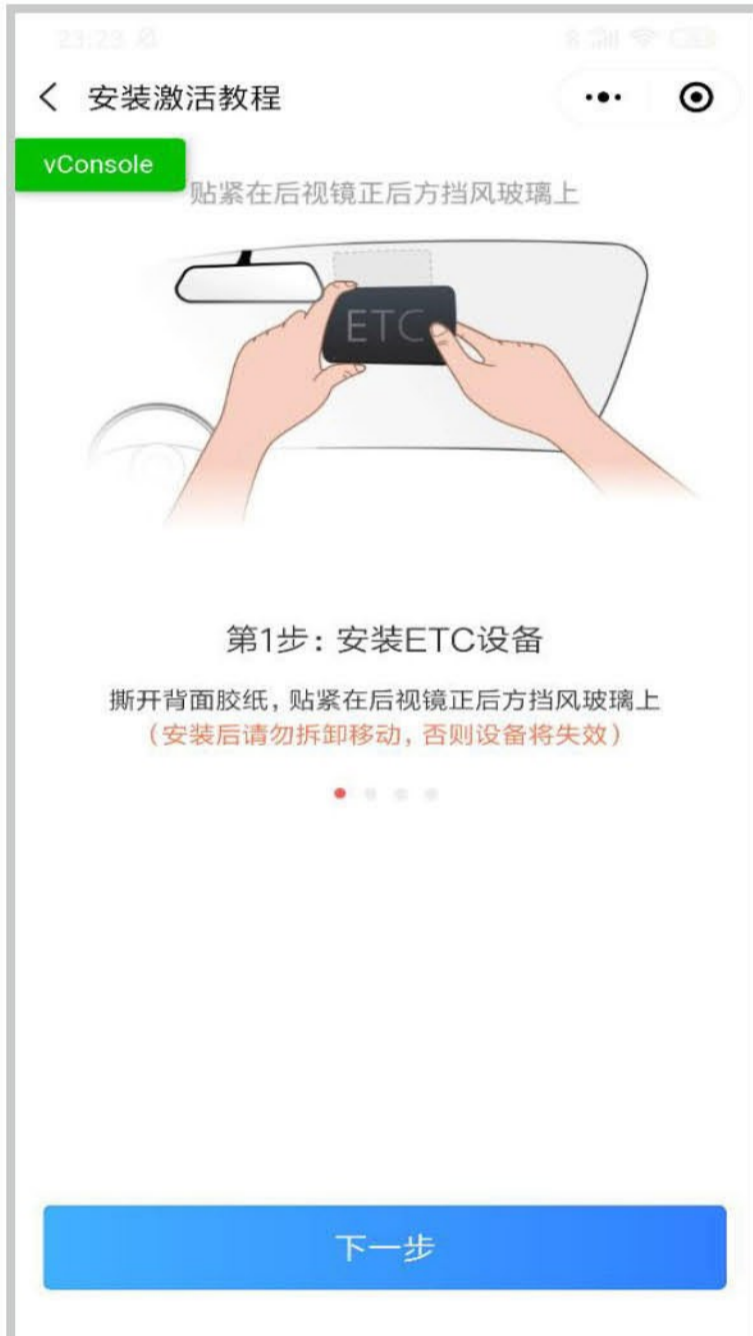 23:23
安装激活教程
vConsole
贴紧在后视镜正后方挡风玻璃上
ETC
第1步：安装ETC设备
撕开背面胶纸，贴紧在后视镜正后方挡风玻璃上
（安装后请勿拆卸移动，否则设备将失效）
下一步